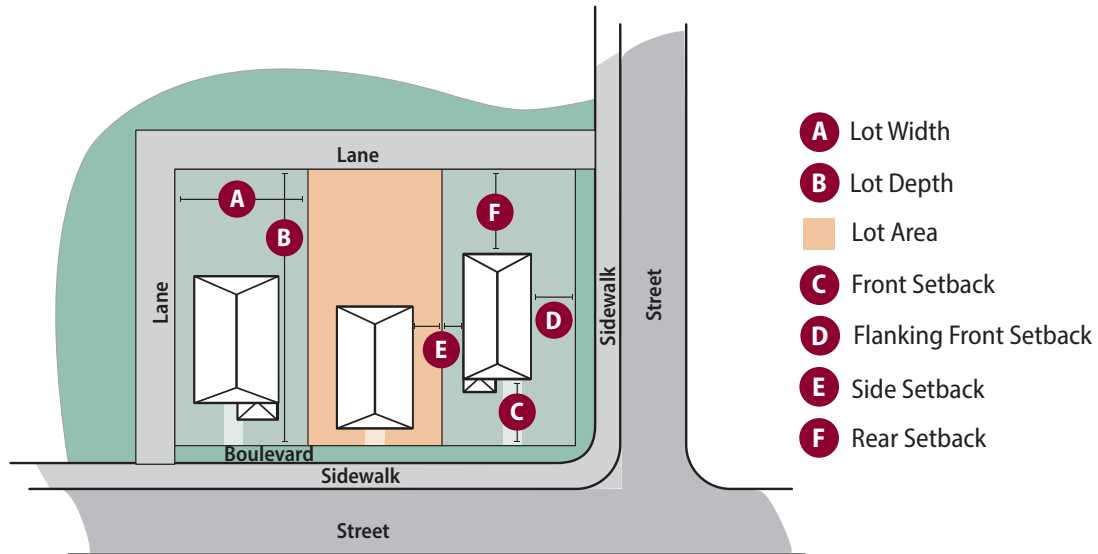 Lane
A
B
F
Lane
D
E
C
Boulevard
Sidewalk
Street
Sidewalk
Street
A Lot Width
B Lot Depth
Lot Area
C Front Setback
D Flanking Front Setback
E Side Setback
F Rear Setback